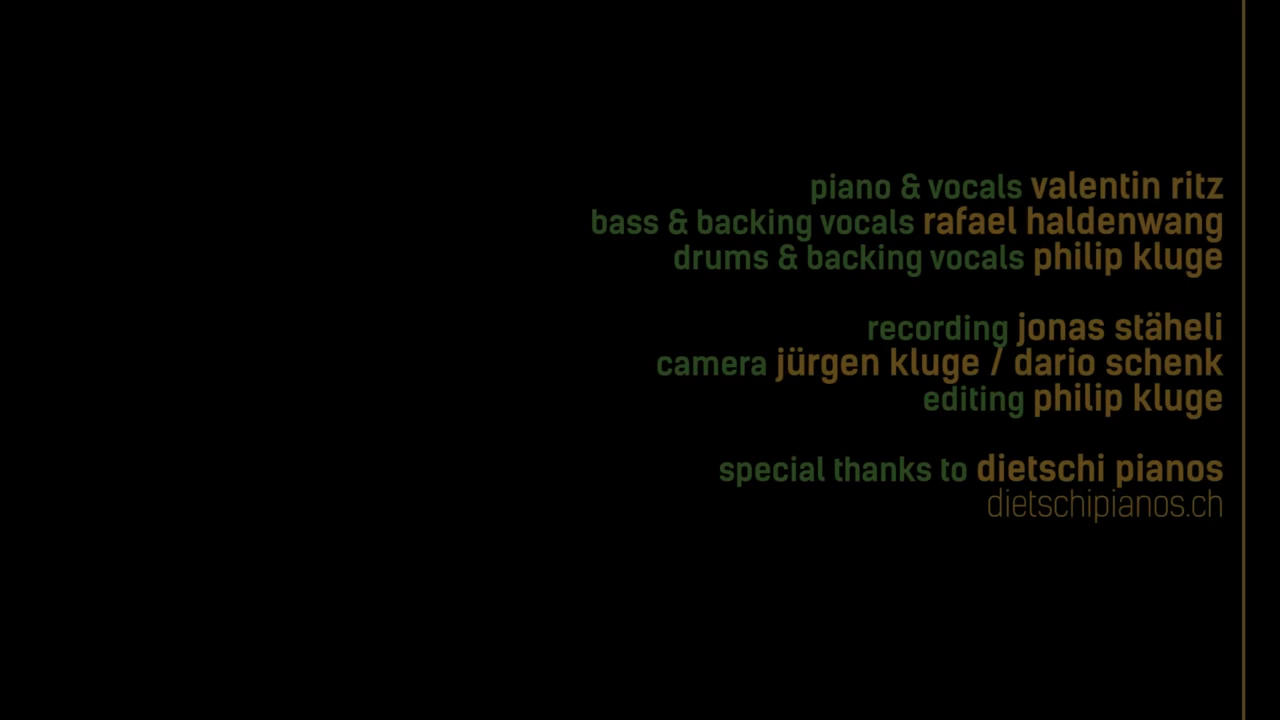 piano & vocals valentin ritz
bass & backing vocals rafael haldenwang
drums & backing vocals philip kluge
recording jonas stäheli
camera jürgen kluge / dario schenk
editing philip kluge
special thanks to dietschi pianos
dietschipianos.ch